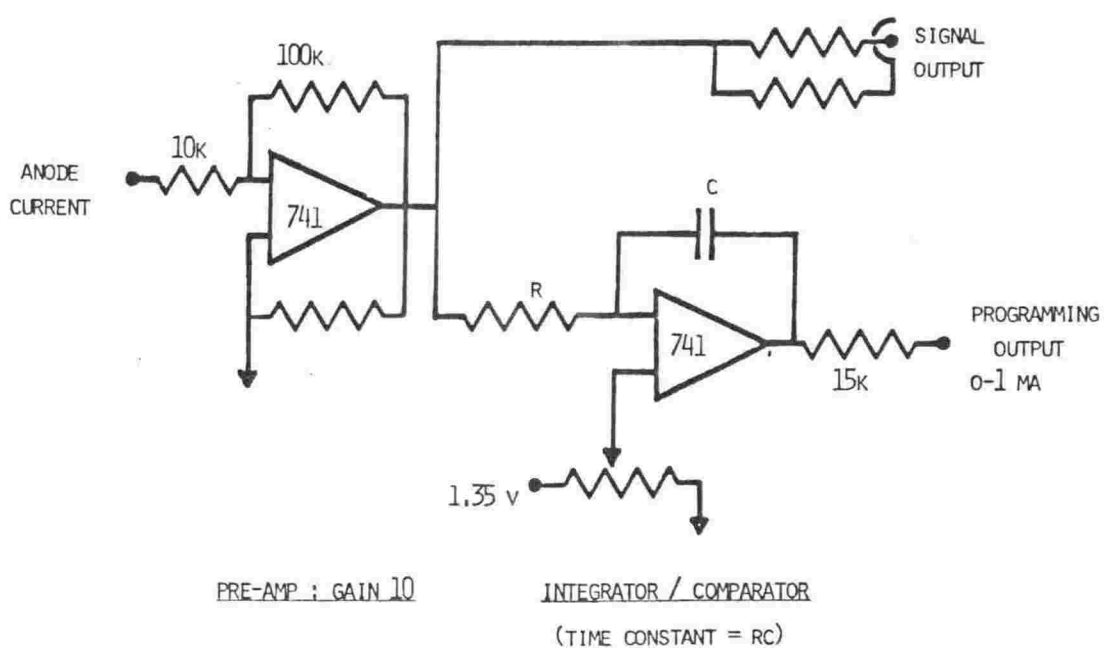 100K
10K
ANODE
CURRENT
741
SIGNAL
OUTPUT
C
R
741
15K
PROGRAMMING
OUTPUT
0-1 MA
1.35 V
PRE-AMP : GAIN 10
INTEGRATOR / COMPARATOR
(TIME CONSTANT = RC)